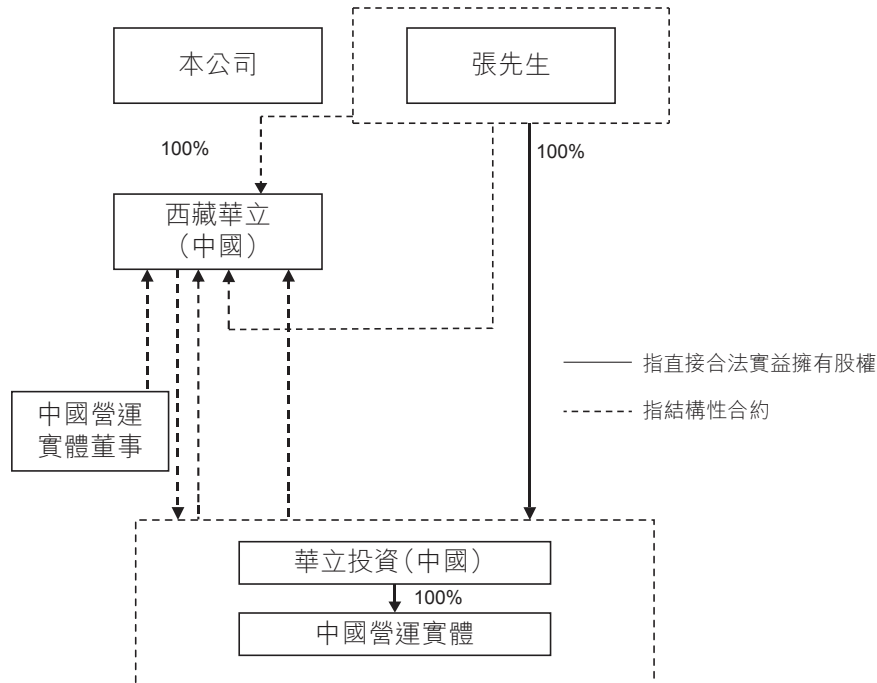 本公司
張先生
100%
100%
西藏華立
（中國）
指直接合法實益擁有股權
中國營運
實體董事
指結構性合約
華立投資（中國）
100%
中國營運實體